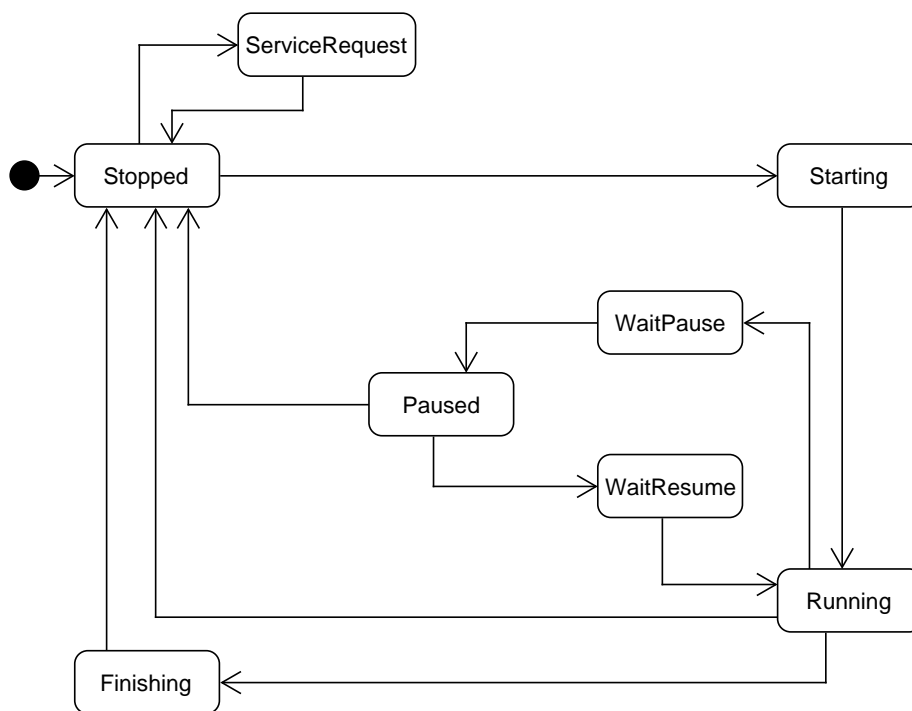 ServiceRequest
Stopped
Starting
WaitPause
Paused
WaitResume
Running
Finishing